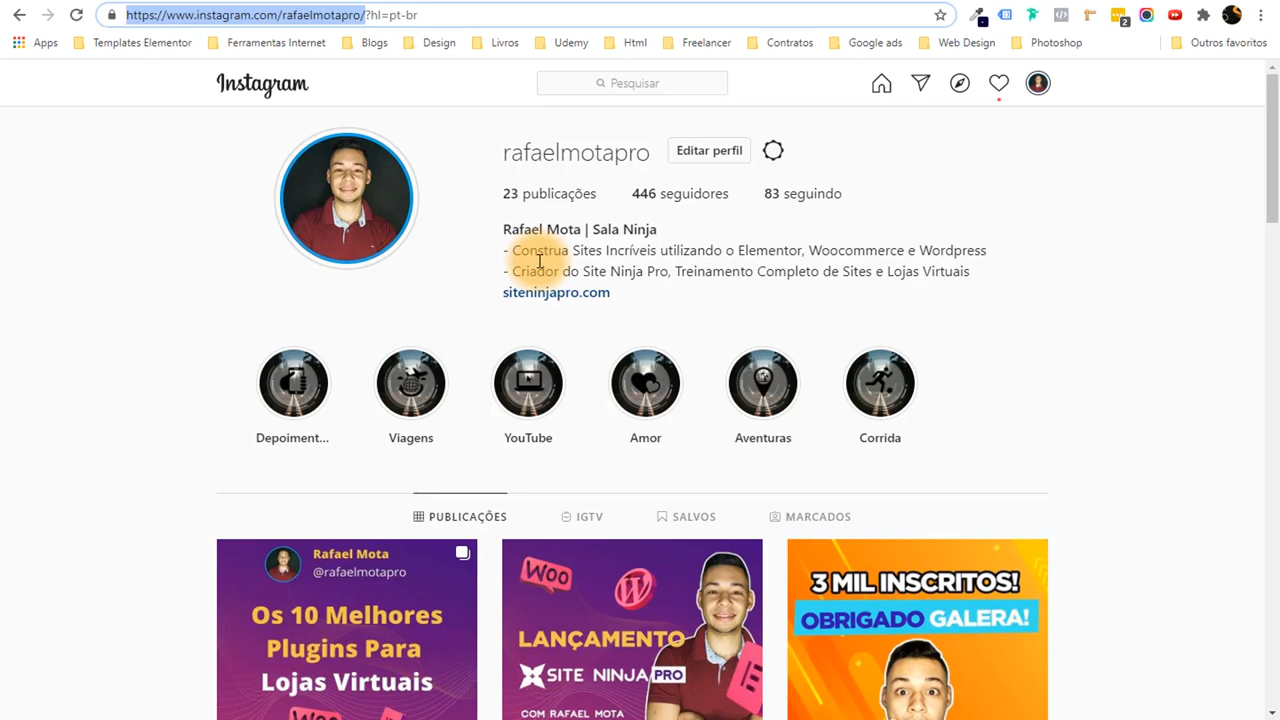 https://www.instagram.com/rafaelmotapro/?hl=pt-br
2
Apps Templates Elementor Ferramentas Internet Blogs Design Livros Udemy Html Freelancer Contratos Google ads Web Design Photoshop Outros favoritos
Instagram
Pesquisar
rafaelmotapro Editar perfil
23 publicações 446 seguidores 83 seguindo
Rafael Mota | Sala Ninja
- Construa Sites Incríveis utilizando o Elementor, Woocommerce e Wordpress
- Criador do Site Ninja Pro, Treinamento Completo de Sites e Lojas Virtuais
siteninjapro.com
Depoiment... Viagens YouTube Amor Aventuras Corrida
PUBLICAÇÕES IGTV SALVOS MARCADOS
Rafael Mota
@rafaelmotapro
Os 10 Melhores
Plugins Para
Lojas Virtuais
WOO
LANÇAMENTO
SITE NINJA PRO
COM RAFAEL MOTA
3 MIL INSCRITOS!
OBRIGADO GALERA!